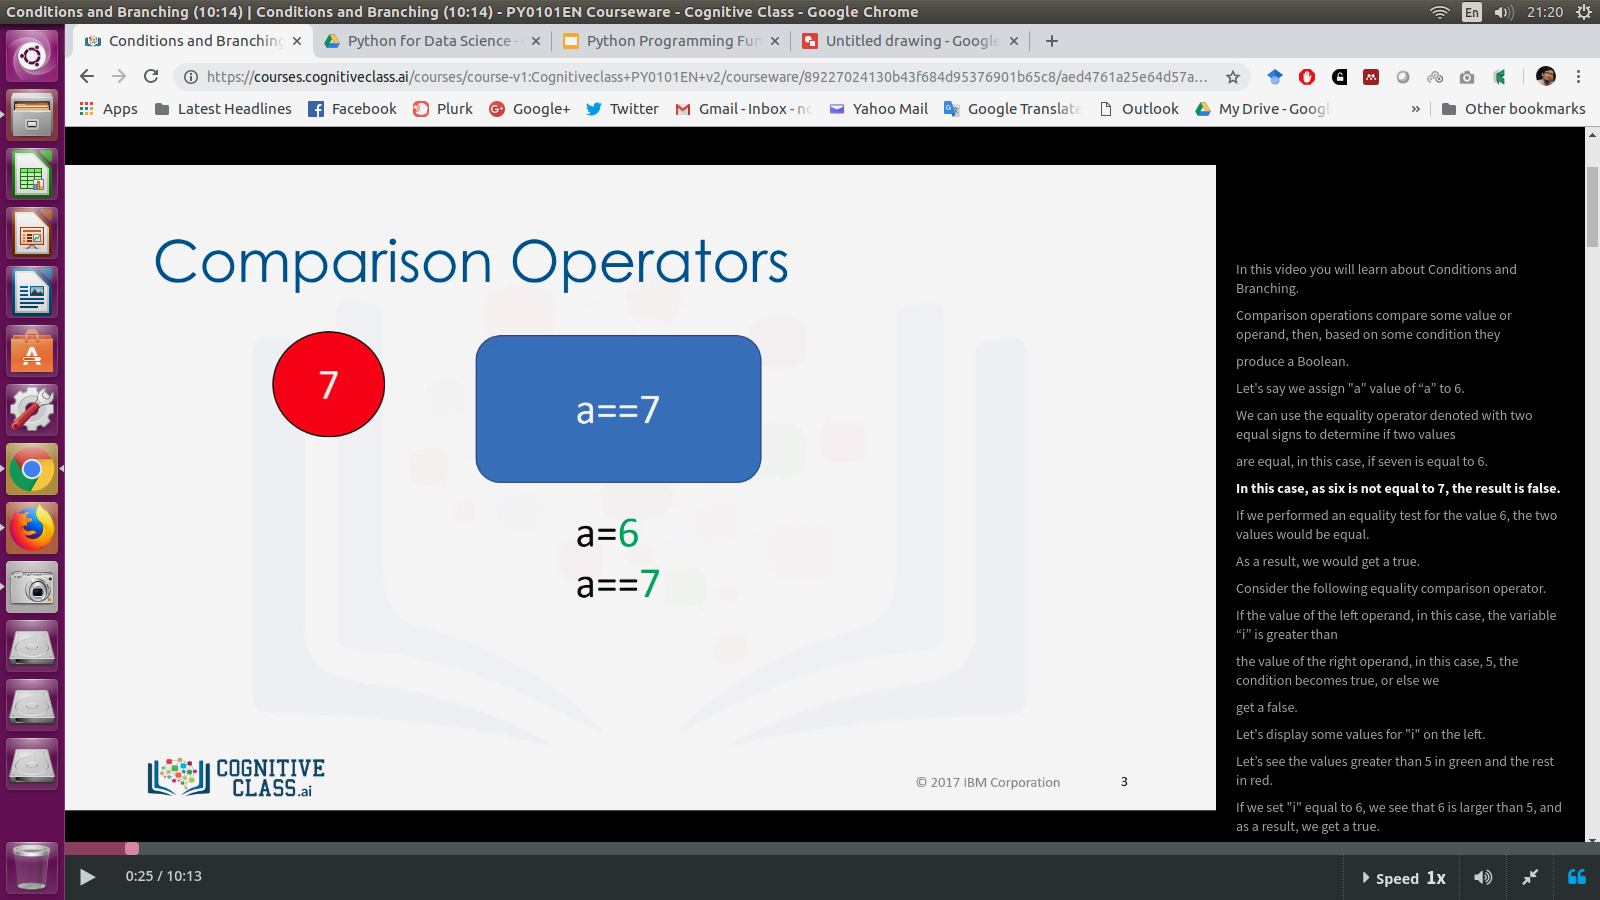 Conditions and Branching (10:14) | Conditions and Branching (10:14) - PY0101EN Courseware - Cognitive Class - Google Chrome
En
21:20
Conditions and Branching
Python for Data Science -
Python Programming Fun
Untitled drawing - Google
https://courses.cognitiveclass.ai/courses/course-v1:Cognitiveclass+PY0101EN+v2/courseware/89227024130b43f684d95376901b65c8/aed4761a25e64d57a...
Apps
Latest Headlines
Facebook
Plurk
Google+
Twitter
Gmail - Inbox - no
Yahoo Mail
Google Translate
Outlook
My Drive - Googl
»
Other bookmarks
Comparison Operators
7
a==7
a=6
a==7
COGNITIVE
CLASS.ai
© 2017 IBM Corporation
3
In this video you will learn about Conditions and
Branching.
Comparison operations compare some value or
operand, then, based on some condition they
produce a Boolean.
Let's say we assign "a" value of “a” to 6.
We can use the equality operator denoted with two
equal signs to determine if two values
are equal, in this case, if seven is equal to 6.
In this case, as six is not equal to 7, the result is false.
If we performed an equality test for the value 6, the two
values would be equal.
As a result, we would get a true.
Consider the following equality comparison operator.
If the value of the left operand, in this case, the variable
“i” is greater than
the value of the right operand, in this case, 5, the
condition becomes true, or else we
get a false.
Let's display some values for "i" on the left.
Let’s see the values greater than 5 in green and the rest
in red.
If we set "i" equal to 6, we see that 6 is larger than 5, and
as a result, we get a true.
0:25 / 10:13
Speed 1x